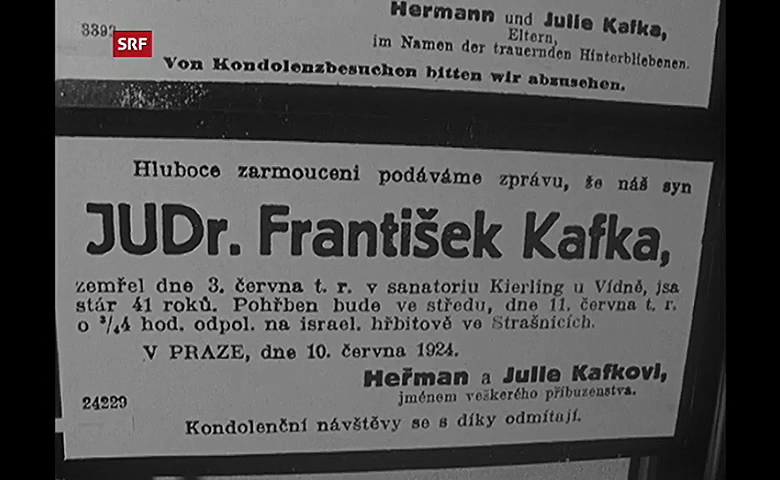 Hermann und Julie Kafka,
Eltern,
im Namen der trauernden Hinterbliebenen.
SRF
Von Kondolenzbesuchen bitten wir abzusehen.
Hluboce zarmouceni podáváme zprávu, že náš syn
JUDr. František Kafka,
zemřel dne 3. června t. r. v sanatoriu Kierling u Vídně, jsa
stár 41 roků. Pohřben bude ve středu, dne 11. června t. r.
o ³/₄4 hod. odpol. na israel. hřbitově ve Strašnicích.
V PRAZE, dne 10. června 1924.
Heřman a Julie Kafkovi,
jménem veškerého příbuzenstva.
24229
Kondolenční návštěvy se s díky odmítají.